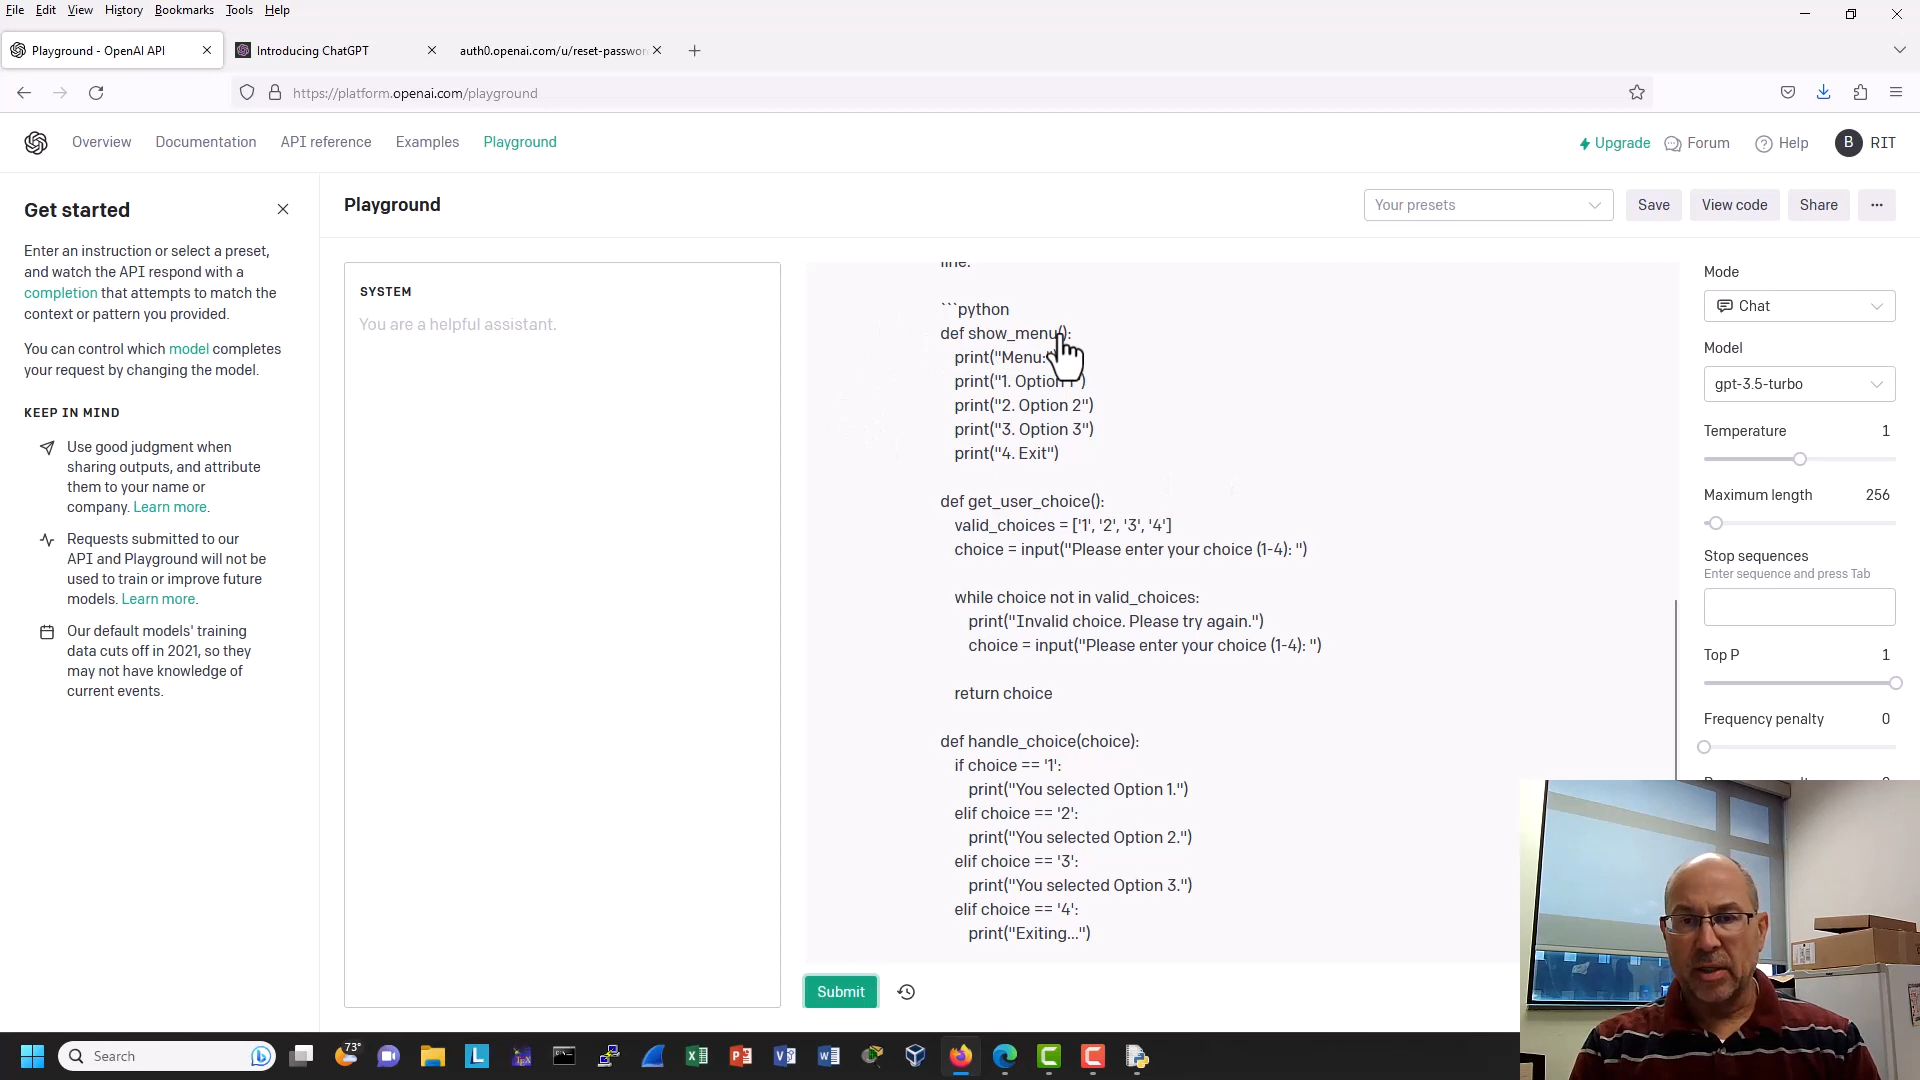 File Edit View History Bookmarks Tools Help
Playground - OpenAI API
Introducing ChatGPT
auth0.openai.com/u/reset-passwor
https://platform.openai.com/playground
Overview Documentation API reference Examples Playground
Upgrade Forum Help B RIT
Get started
Enter an instruction or select a preset,
and watch the API respond with a
completion that attempts to match the
context or pattern you provided.
You can control which model completes
your request by changing the model.
KEEP IN MIND
Use good judgment when
sharing outputs, and attribute
them to your name or
company. Learn more.
Requests submitted to our
API and Playground will not be
used to train or improve future
models. Learn more.
Our default models' training
data cuts off in 2021, so they
may not have knowledge of
current events.
Playground
Your presets
Save
View code
Share
...
SYSTEM
You are a helpful assistant.
line.
```python
def show_menu():
print("Menu:
print("1. Option 1")
print("2. Option 2")
print("3. Option 3")
print("4. Exit")
def get_user_choice():
valid_choices = ['1', '2', '3', '4']
choice = input("Please enter your choice (1-4): ")
while choice not in valid_choices:
print("Invalid choice. Please try again.")
choice = input("Please enter your choice (1-4): ")
return choice
def handle_choice(choice):
if choice == '1':
print("You selected Option 1.")
elif choice == '2':
print("You selected Option 2.")
elif choice == '3':
print("You selected Option 3.")
elif choice == '4':
print("Exiting...")
Submit
Mode
Chat
Model
gpt-3.5-turbo
Temperature 1
Maximum length 256
Stop sequences
Enter sequence and press Tab
Top P 1
Frequency penalty 0
Search
73°